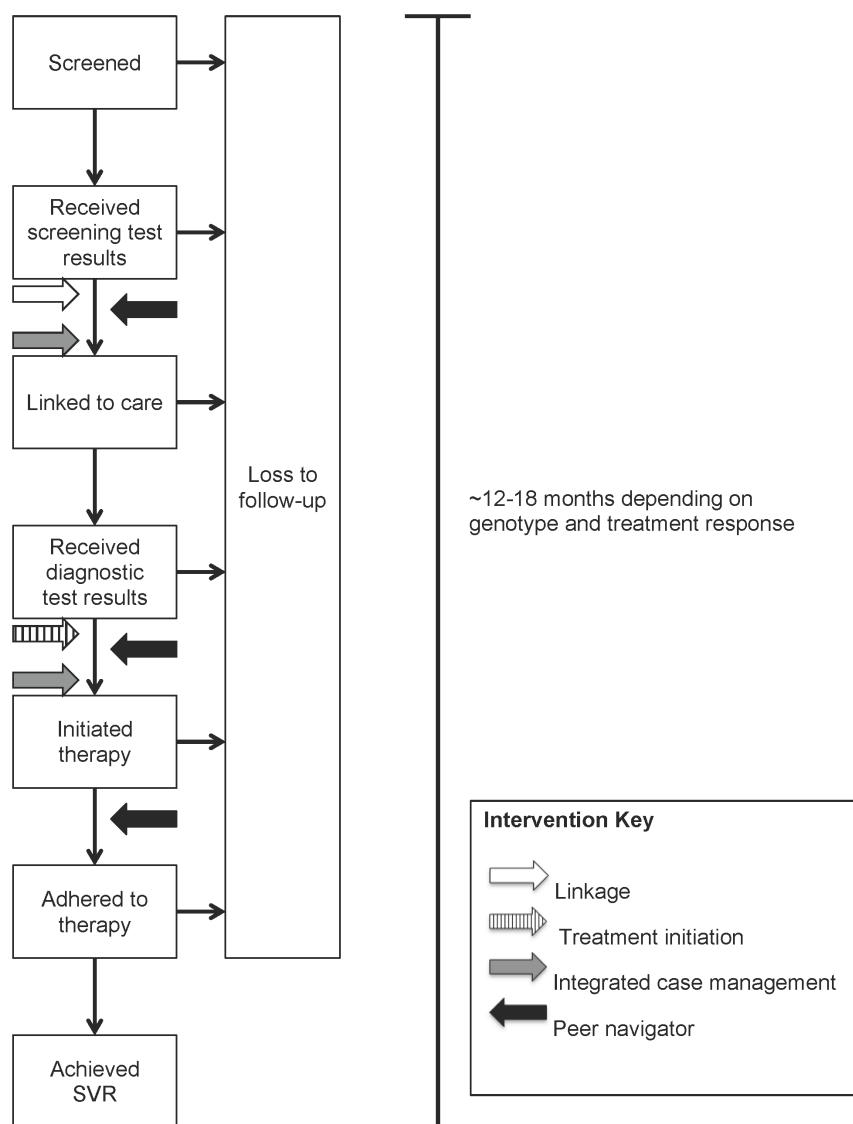 Screened
Received
screening test
results
Linked to care
Received
diagnostic
test results
Initiated
therapy
Adhered to
therapy
Achieved
SVR
Loss to
follow-up
~12-18 months depending on
genotype and treatment response
Intervention Key
Linkage
Treatment initiation
Integrated case management
Peer navigator